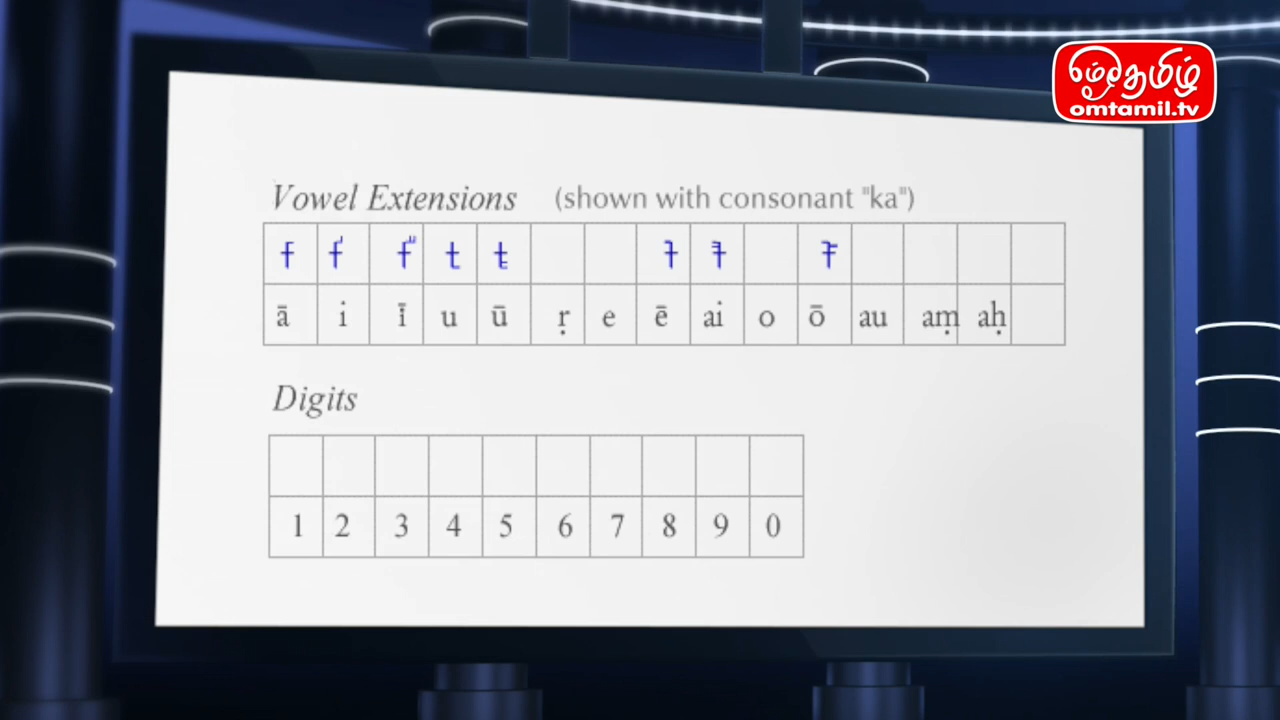 ஓம்தமிழ்
omtamil.tv
Vowel Extensions (shown with consonant "ka")
ā i ī u ū ṛ e ē ai o ō au aṃ aḥ
Digits
1 2 3 4 5 6 7 8 9 0